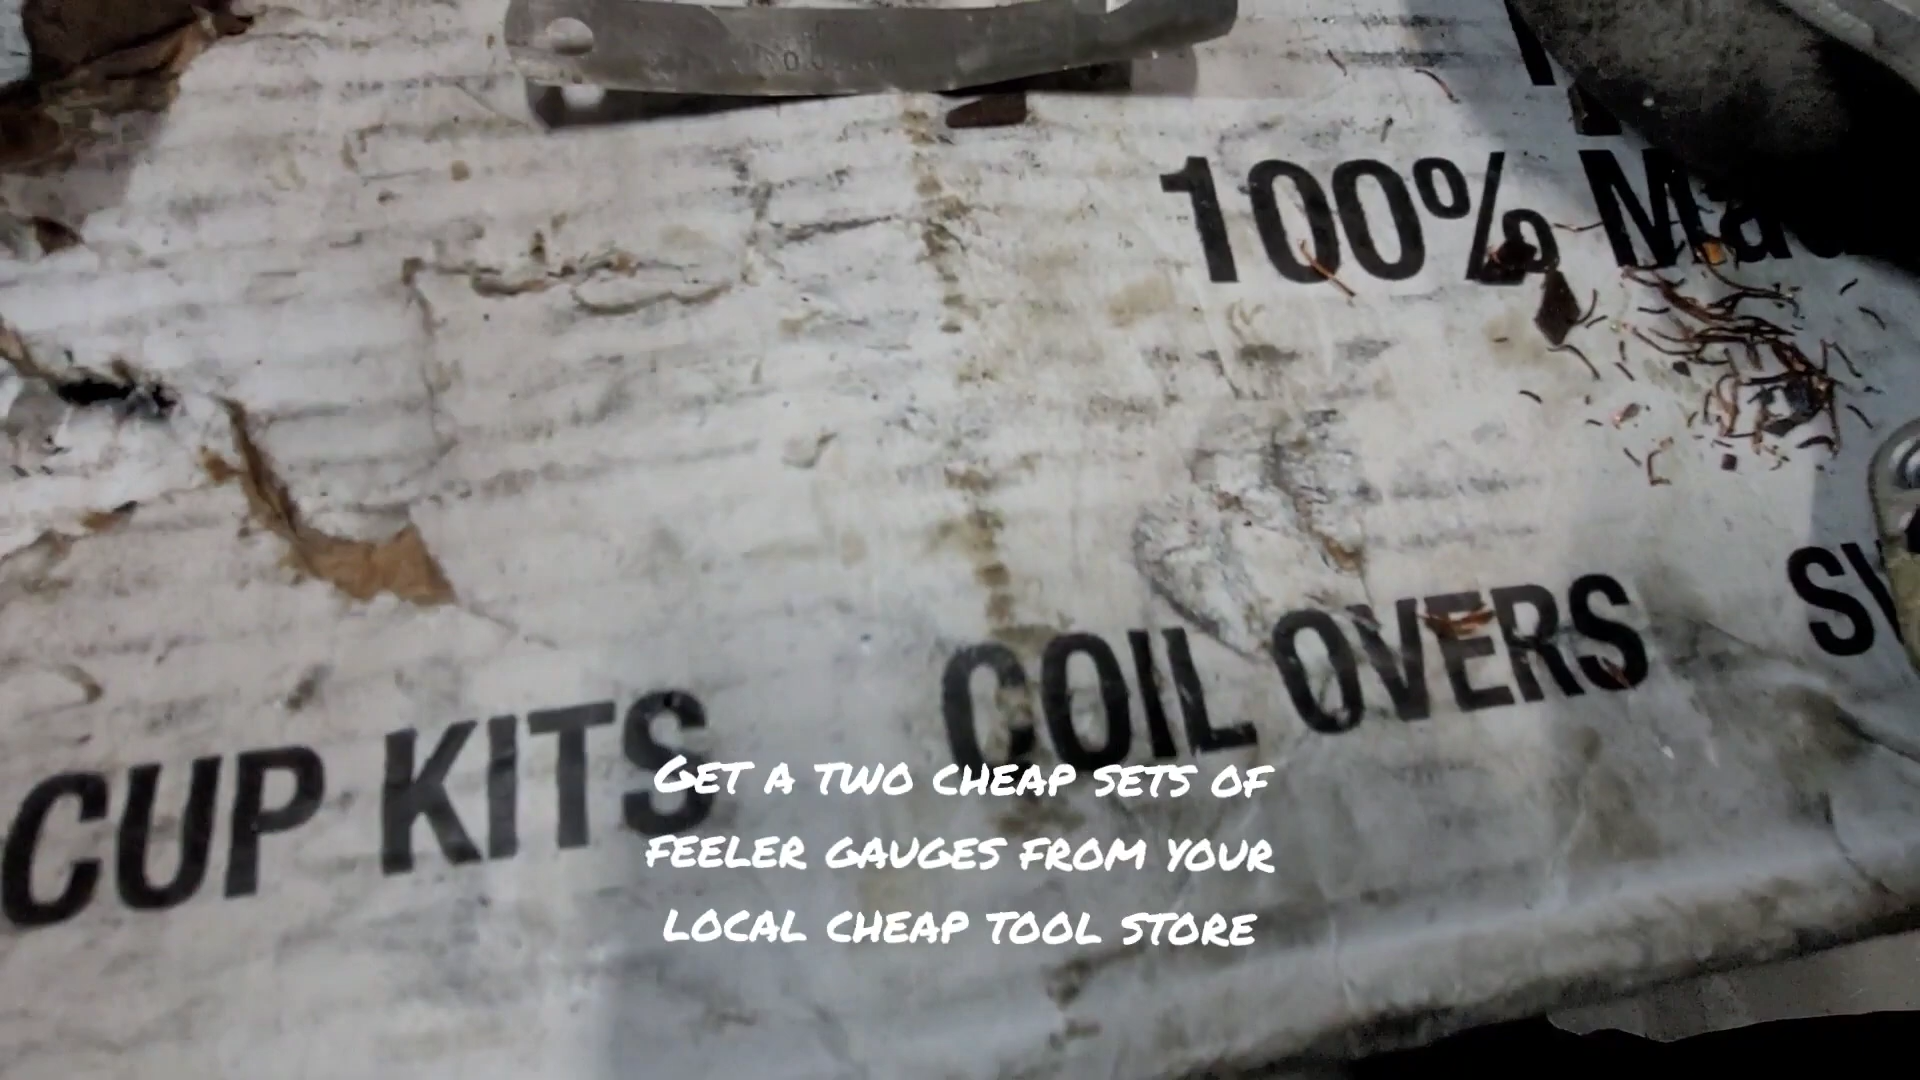 100%
CUP KITS COIL OVERS
GET A TWO CHEAP SETS OF
FEELER GAUGES FROM YOUR
LOCAL CHEAP TOOL STORE